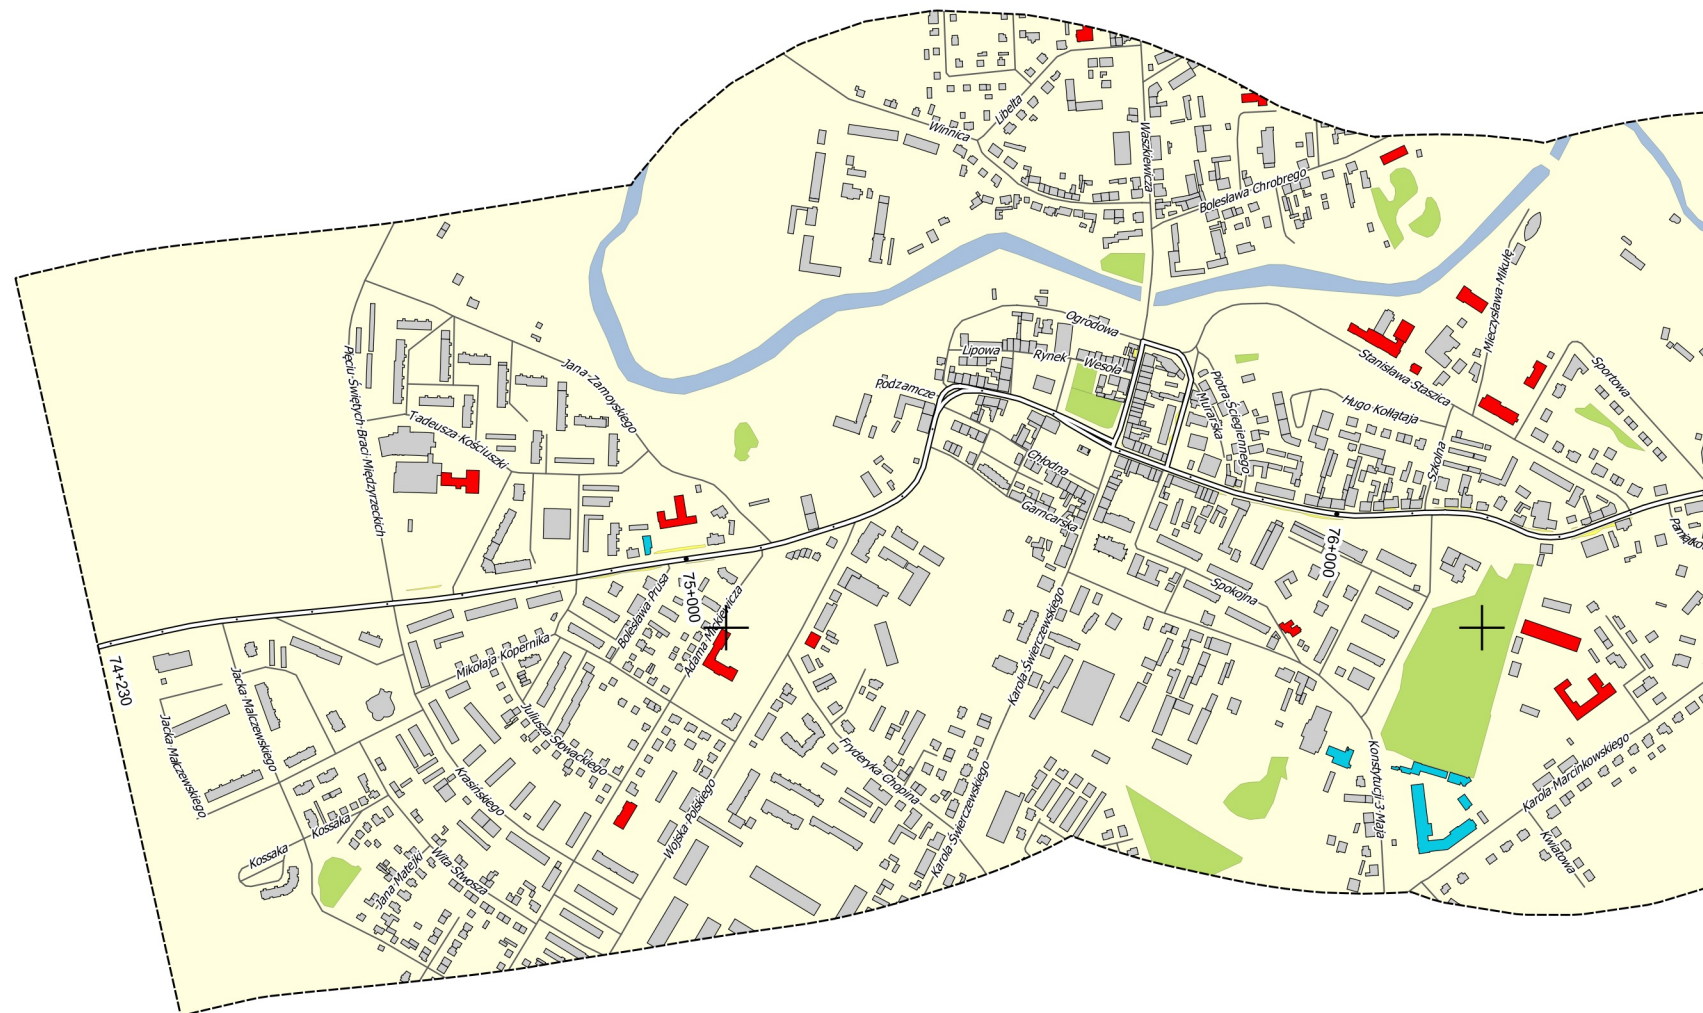 Libelta
Winnica
Waszkiewicza
Bolesława Chrobrego
Mieczysława Mikułę
Ogrodowa
Lipowa
Rynek
Wesoła
Podzamcze
Jana Zamoyskiego
Pięciu Świętych Braci Międzyrzeckich
Tadeusza Kościuszki
Piotra Ściegiennego
Murarska
Stanisława Staszica
Sportowa
Hugo Kołłątaja
Szkolna
Chłodna
Garncarska
76+000
75+000
74+230
Spokojna
Bolesława Prusa
Adama Mickiewicza
Mikołaja Kopernika
Karola Świerczewskiego
Jacka Malczewskiego
Jacka Malczewskiego
Juliusza Słowackiego
Krasińskiego
Fryderyka Chopina
Wojska Polskiego
Karola Świerczewskiego
Konstytucji 3 Maja
Karola Marcinkowskiego
Kwiatowa
Kossaka
Kossaka
Jana Matejki
Wita Stwosza